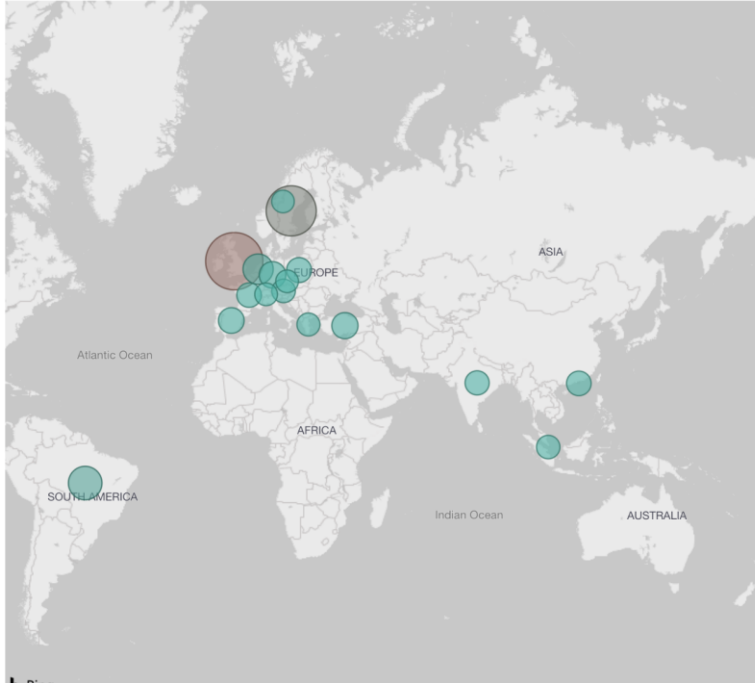 ASIA
EUROPE
Atlantic Ocean
AFRICA
SOUTH AMERICA
Indian Ocean
AUSTRALIA